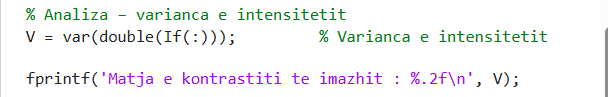 % Analiza – varianca e intensitetit
V = var(double(If(:)));         % Varianca e intensitetit
fprintf('Matja e kontrastiti te imazhit : %.2f\n', V);